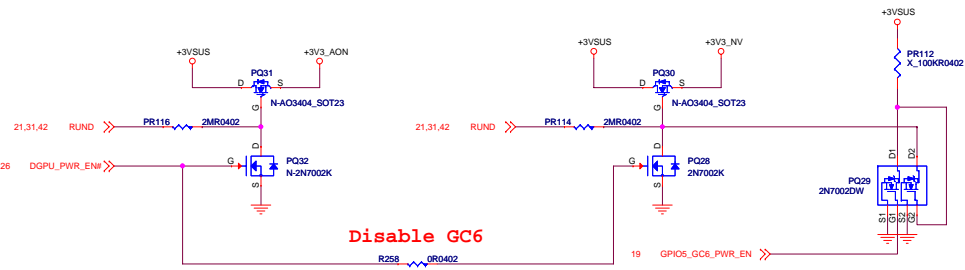 +3VSUS
+3VSUS
+3V3_AON
+3VSUS
+3V3_NV
PR112
X_100KR0402
PQ31
PQ30
D
S
D
S
N-AO3404_SOT23
N-AO3404_SOT23
G
G
21,31,42 RUND
PR116
2MR0402
21,31,42 RUND
PR114
2MR0402
D
D
D1
D2
26 DGPU_PWR_EN#
G
PQ32
N-2N7002K
G
PQ28
2N7002K
PQ29
2N7002DW
S
S
S1
G1
S2
G2
Disable GC6
R258
0R0402
19 GPIO5_GC6_PWR_EN